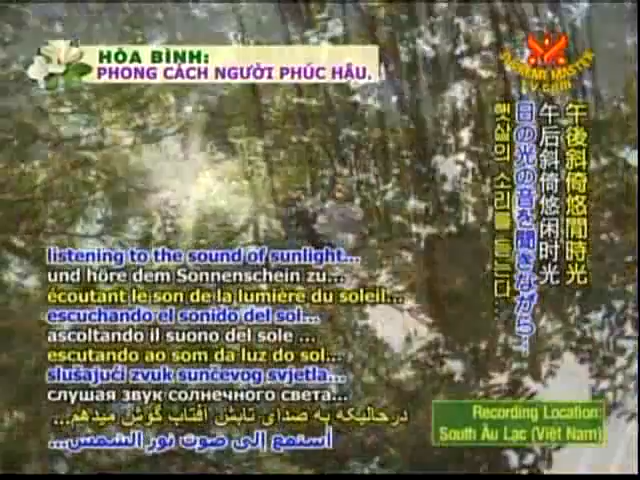 HÒA BÌNH:
PHONG CÁCH NGƯỜI PHÚC HẬU.
SUPREME MASTER
TV.com
午後斜倚悠閒時光
午后斜倚悠闲时光
日の光の音を聞きながら…
햇살의 소리를 듣는다...
listening to the sound of sunlight...
und höre dem Sonnenschein zu...
écoutant le son de la lumière du soleil...
escuchando el sonido del sol...
ascoltando il suono del sole ...
escutando ao som da luz do sol...
slušajući zvuk sunčevog svjetla...
слушая звук солнечного света...
درحالیکه به صدای تابش آفتاب گوش میدهم...
استمع إلى صوت نور الشمس...
Recording Location:
South Âu Lạc (Việt Nam)